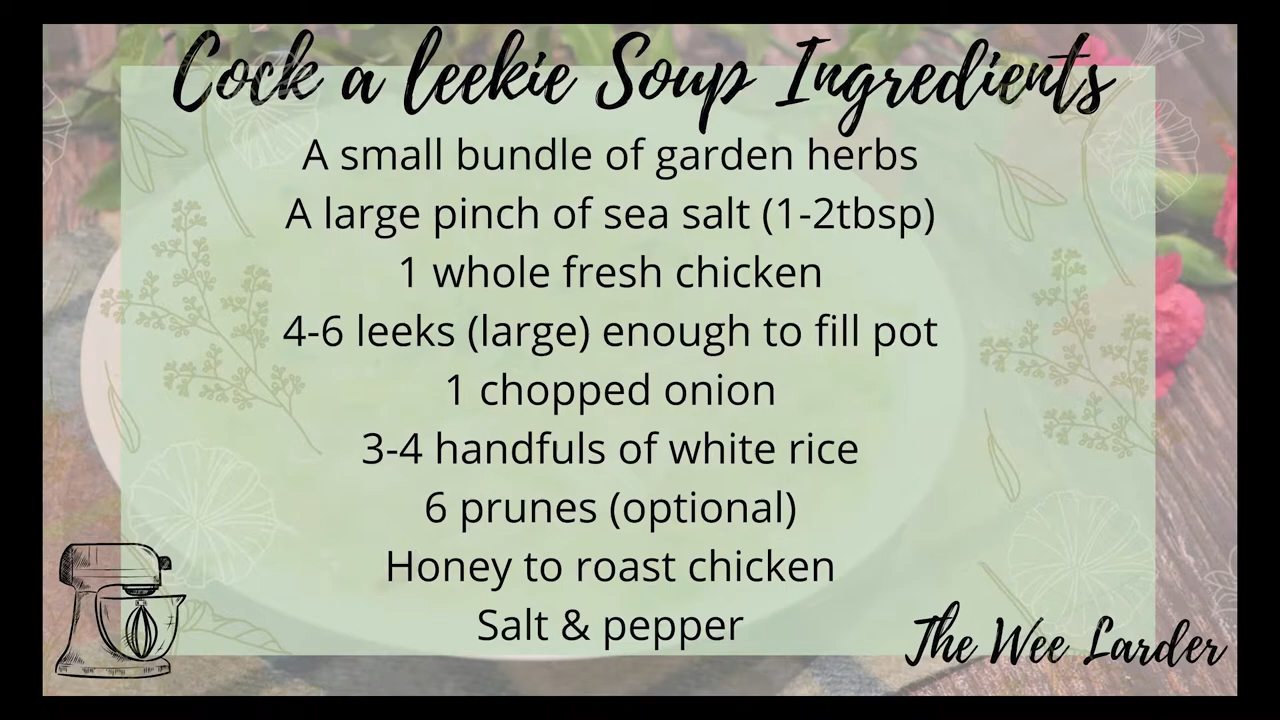 Cock a leekie Soup Ingredients
A small bundle of garden herbs
A large pinch of sea salt (1-2tbsp)
1 whole fresh chicken
4-6 leeks (large) enough to fill pot
1 chopped onion
3-4 handfuls of white rice
6 prunes (optional)
Honey to roast chicken
Salt & pepper
The Wee Larder